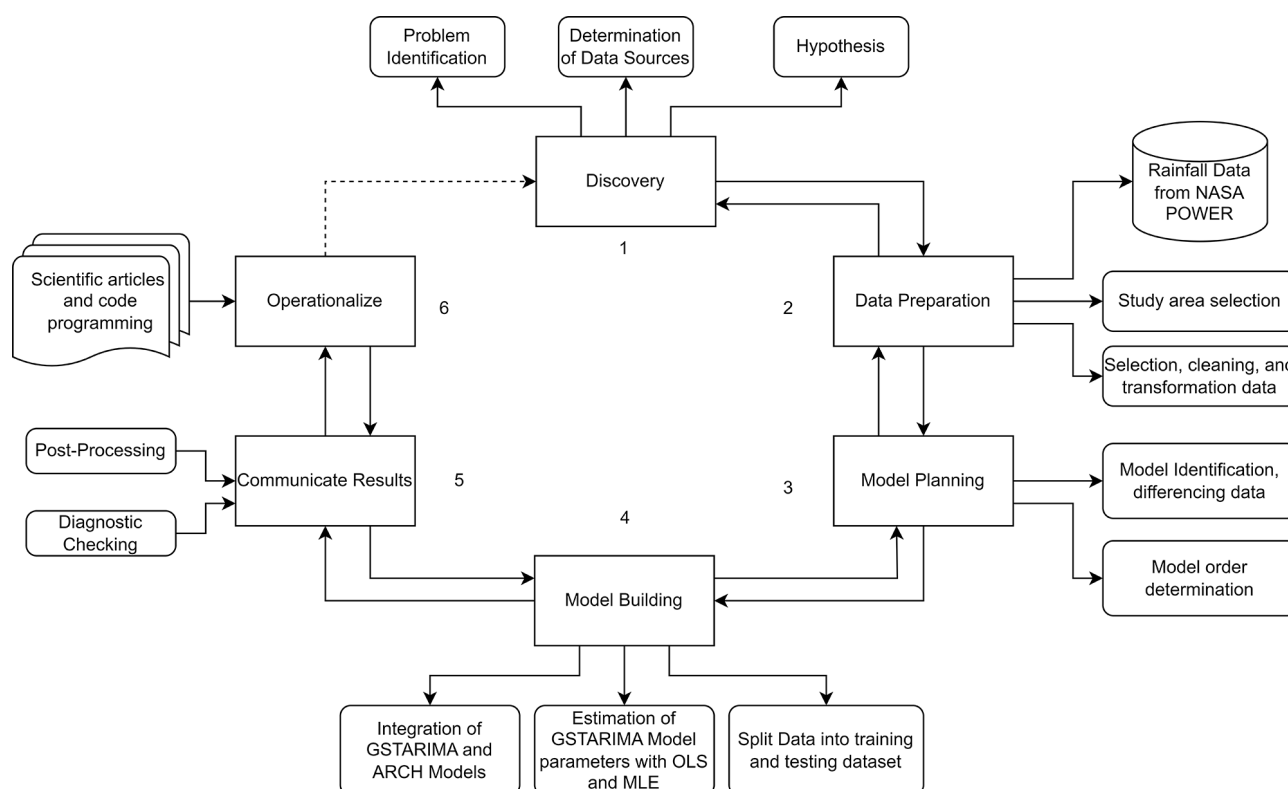 Problem
Identification
Determination
of Data Sources
Hypothesis
Discovery
1
Rainfall Data
from NASA
POWER
Scientific articles
and code
programming
Operationalize
6
2
Data Preparation
Study area selection
Selection, cleaning, and
transformation data
Post-Processing
Communicate Results
5
Diagnostic
Checking
3
Model Planning
Model Identification,
differencing data
4
Model Building
Model order
determination
Integration of
GSTARIMA and
ARCH Models
Estimation of
GSTARIMA Model
parameters with OLS
and MLE
Split Data into training
and testing dataset